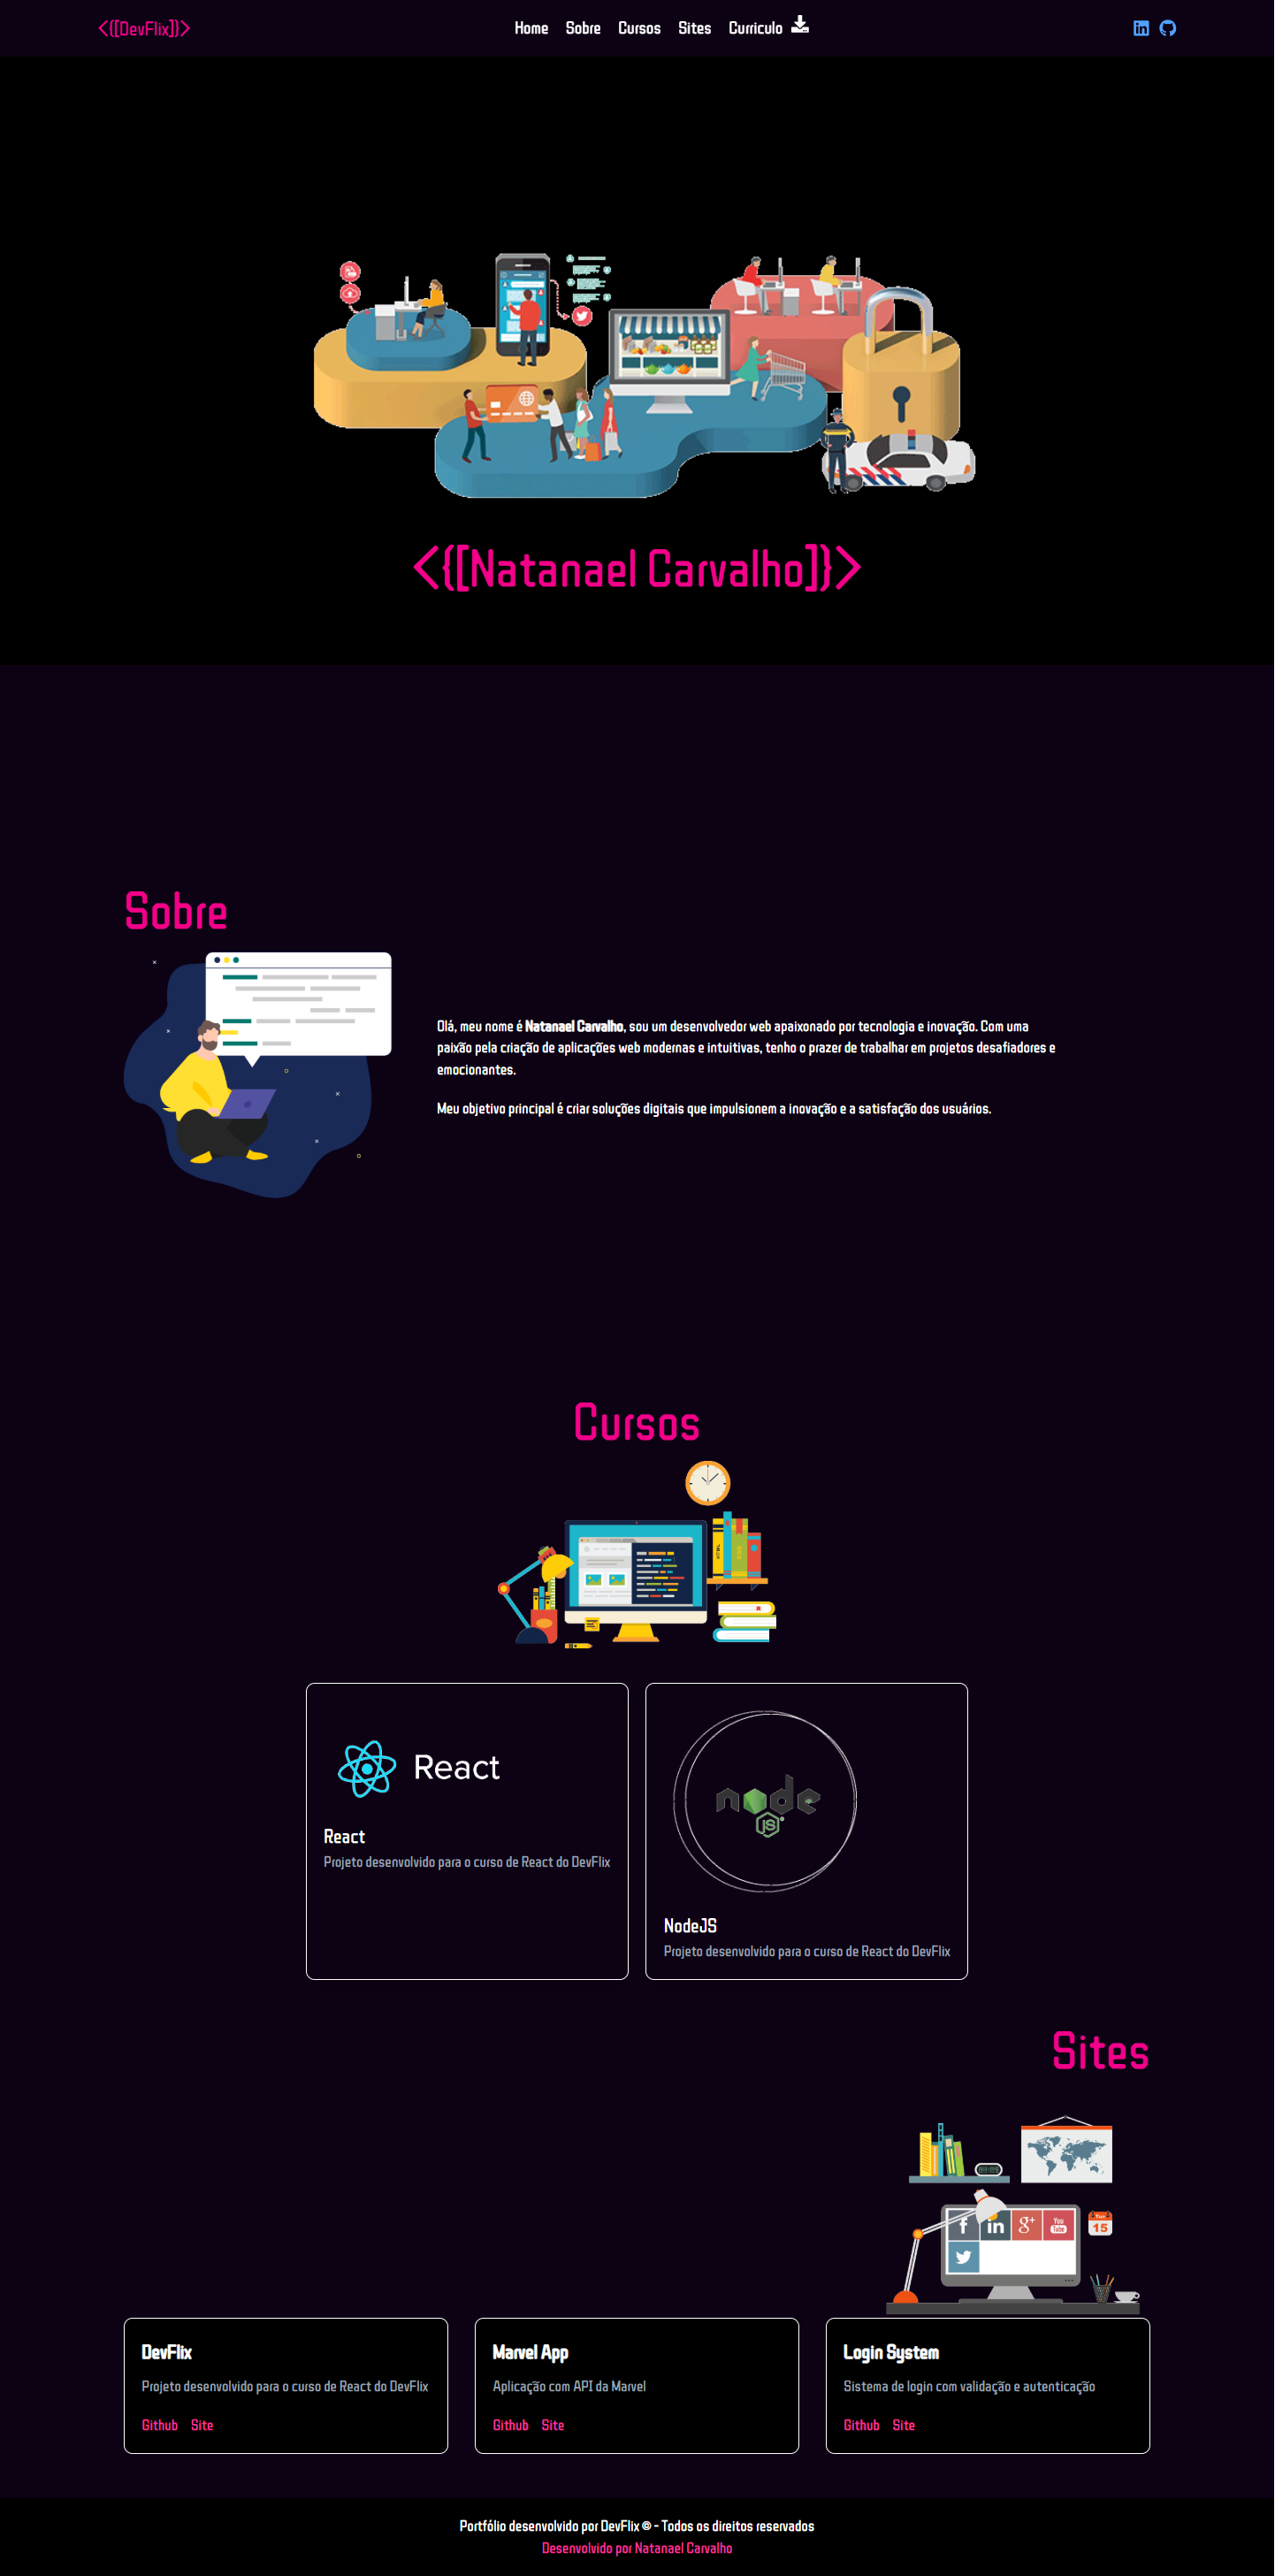 <{[DevFlix]}>
Home Sobre Cursos Sites Curriculo
<{[Natanael Carvalho]}>
Sobre
Olá, meu nome é Natanael Carvalho, sou um desenvolvedor web apaixonado por tecnologia e inovação. Com uma
paixão pela criação de aplicações web modernas e intuitivas, tenho o prazer de trabalhar em projetos desafiadores e
emocionantes.
Meu objetivo principal é criar soluções digitais que impulsionem a inovação e a satisfação dos usuários.
Cursos
HTML
React
node
JS
React
Projeto desenvolvido para o curso de React do DevFlix
NodeJS
Projeto desenvolvido para o curso de React do DevFlix
Sites
f in g+ You Tube
15
DevFlix
Projeto desenvolvido para o curso de React do DevFlix
Github Site
Marvel App
Aplicação com API da Marvel
Github Site
Login System
Sistema de login com validação e autenticação
Github Site
Portfólio desenvolvido por DevFlix © - Todos os direitos reservados
Desenvolvido por Natanael Carvalho